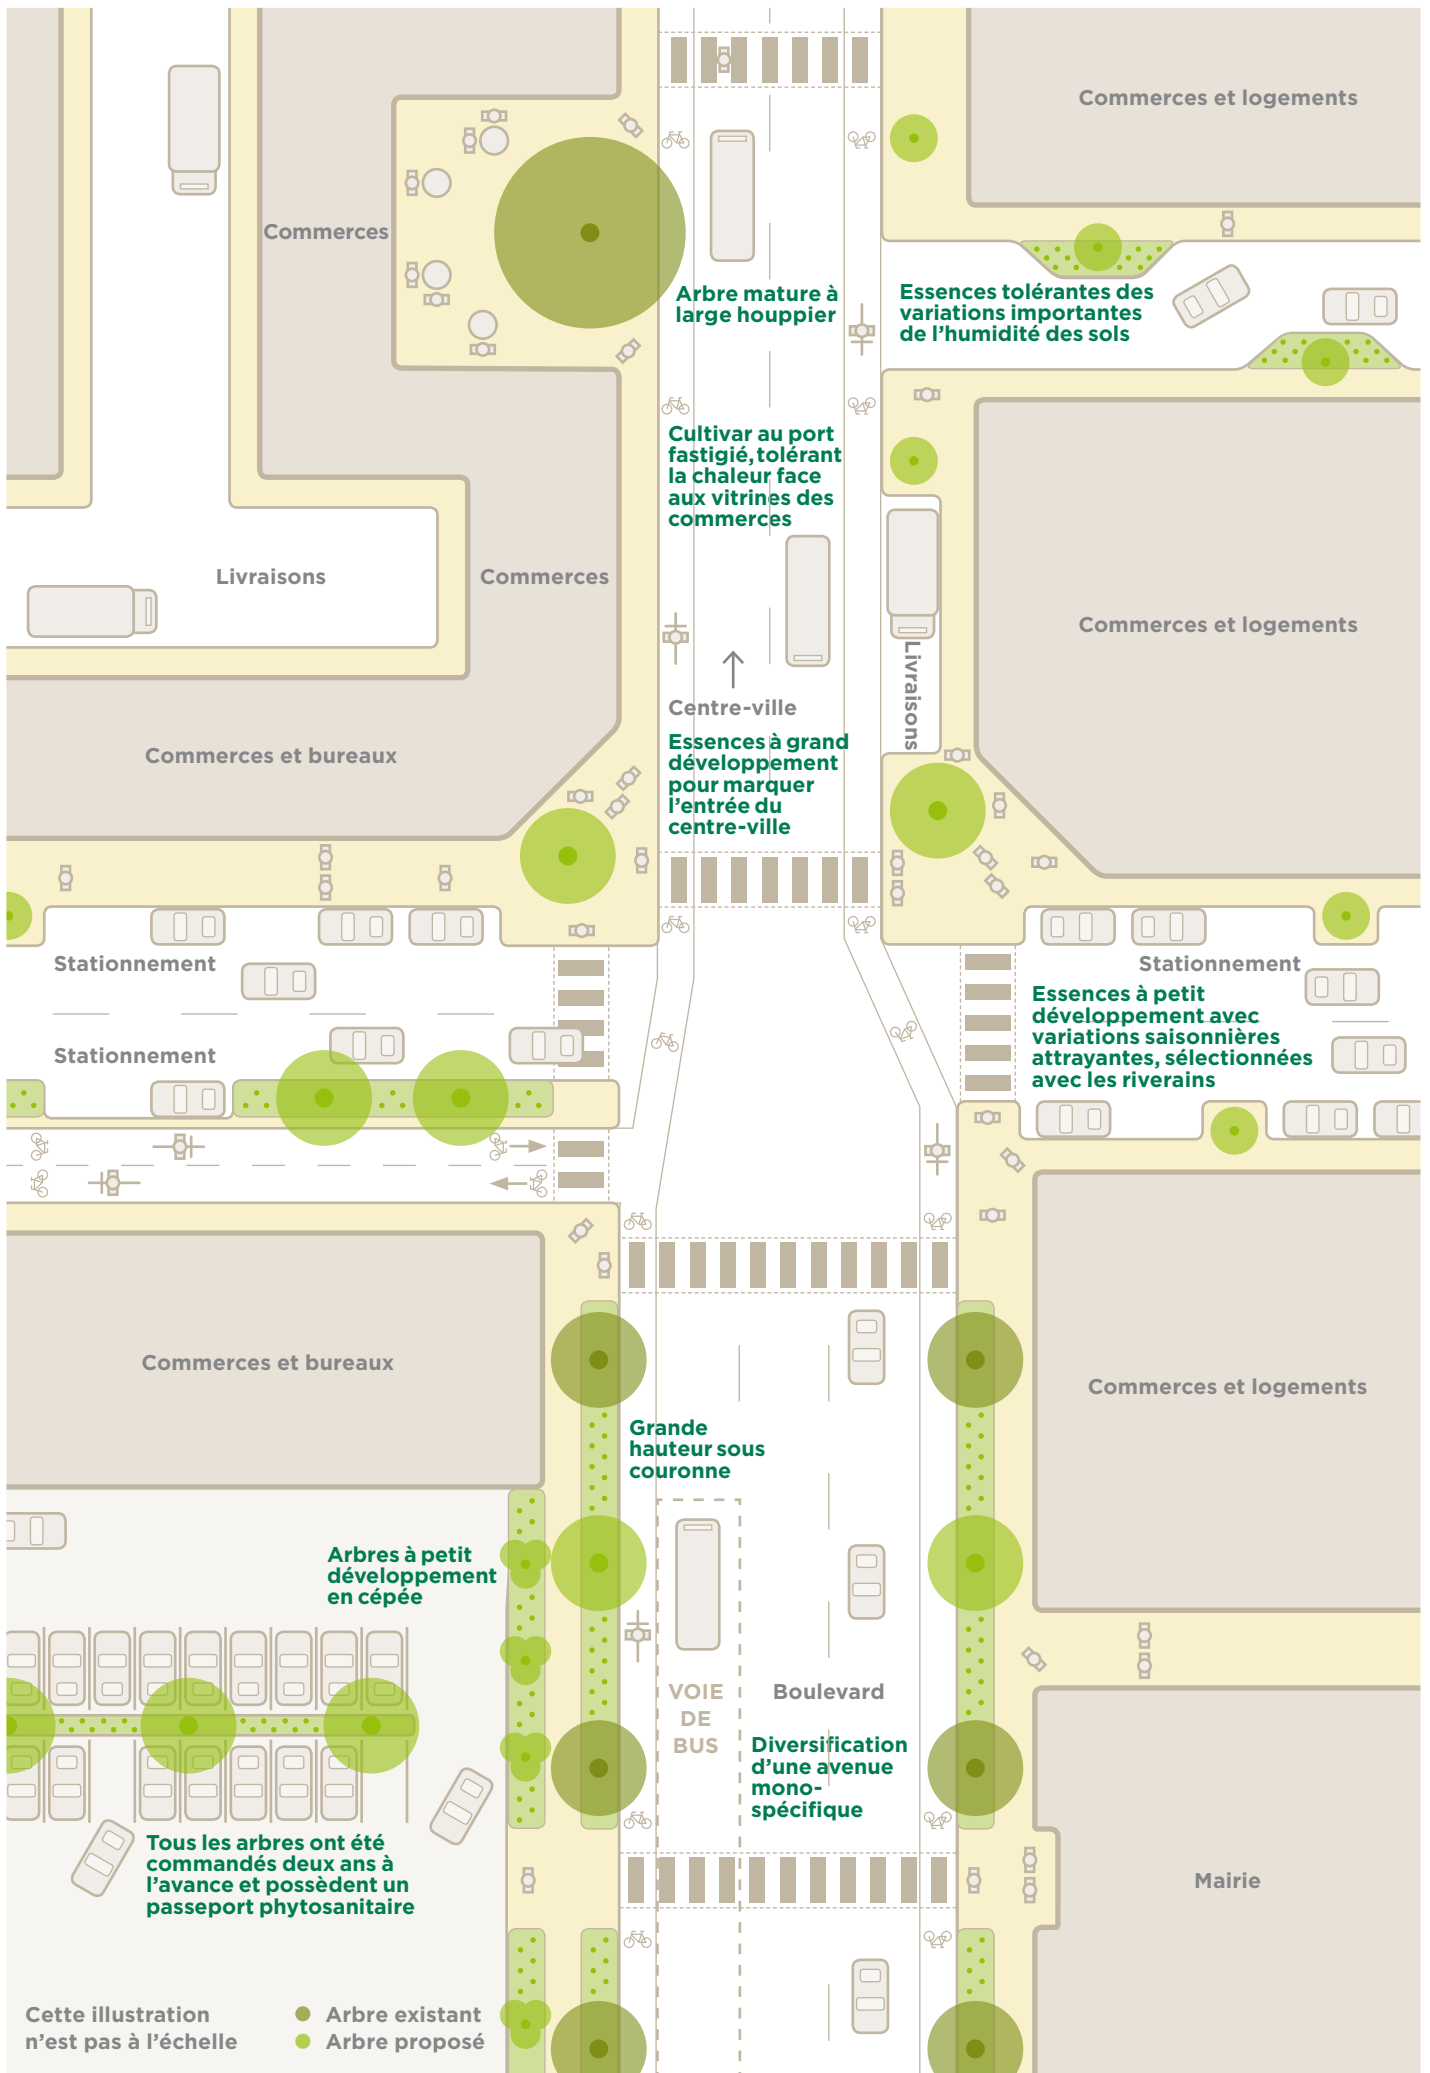 Commerces et logements
Commerces
Arbre mature à
large houppier
Essences tolérantes des
variations importantes
de l’humidité des sols
Cultivar au port
fastigié, tolérant
la chaleur face
aux vitrines des
commerces
Livraisons
Commerces
Commerces et logements
Livraisons
Centre-ville
Commerces et bureaux
Essences à grand
développement
pour marquer
l’entrée du
centre-ville
Stationnement
Stationnement
Stationnement
Essences à petit
développement avec
variations saisonnières
attrayantes, sélectionnées
avec les riverains
Commerces et bureaux
Commerces et logements
Grande
hauteur sous
couronne
Arbres à petit
développement
en cépée
VOIE
DE
BUS
Boulevard
Diversification
d’une avenue
mono-
spécifique
Tous les arbres ont été
commandés deux ans à
l’avance et possèdent un
passeport phytosanitaire
Mairie
Cette illustration
n’est pas à l’échelle
Arbre existant
Arbre proposé